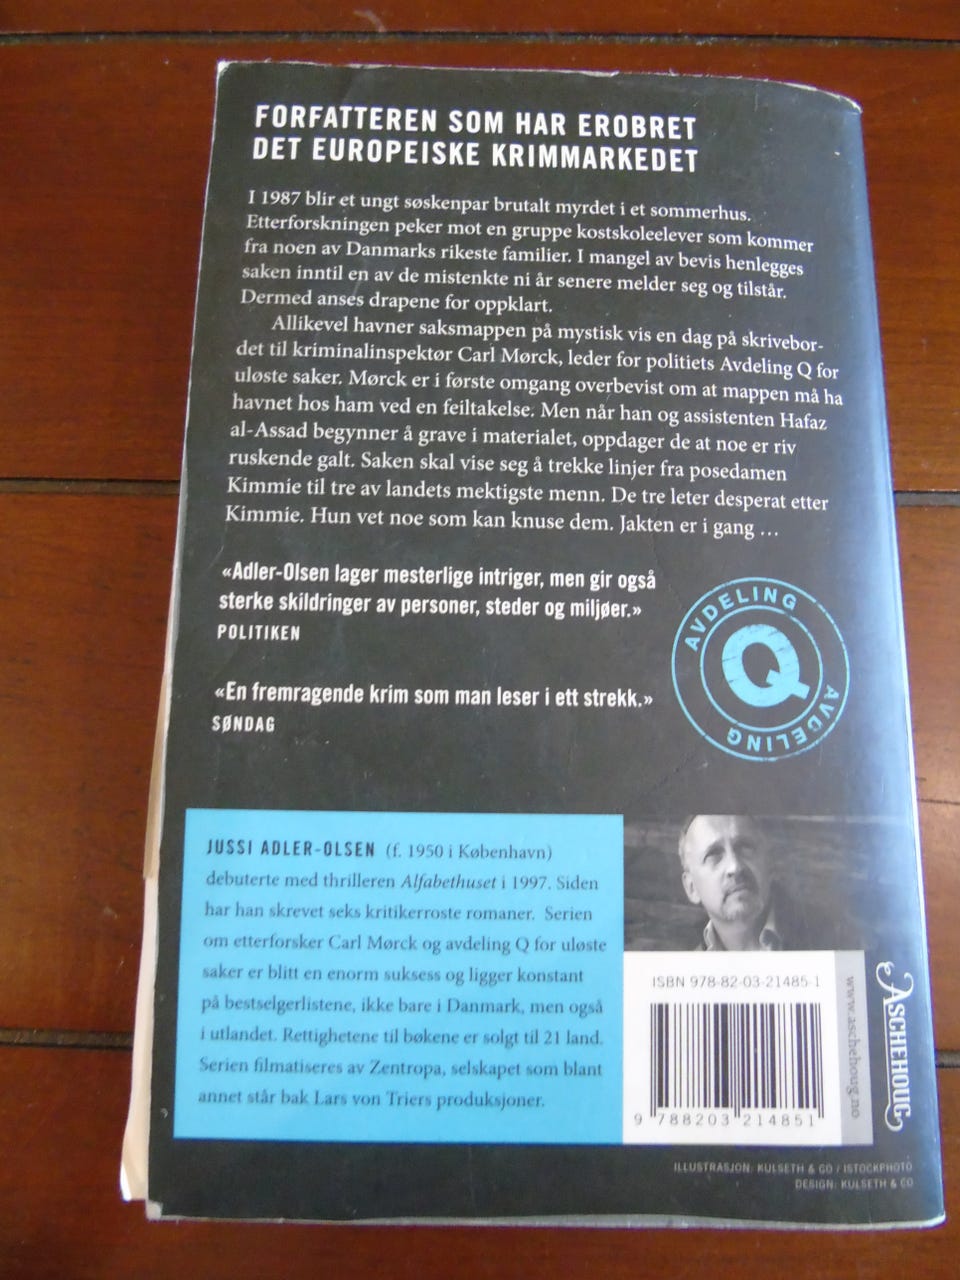 FORFATTEREN SOM HAR EROBRET
DET EUROPEISKE KRIMMARKEDET
I 1987 blir et ungt søskenpar brutalt myrdet i et sommerhus.
Etterforskningen peker mot en gruppe kostskoleelever som kommer
fra noen av Danmarks rikeste familier. I mangel av bevis henlegges
saken inntil en av de mistenkte ni år senere melder seg og tilstår.
Dermed anses drapene for oppklart.
Allikevel havner saksmappen på mystisk vis en dag på skrivebor-
det til kriminalinspektør Carl Mørck, leder for politiets Avdeling Q for
uløste saker. Mørck er i første omgang overbevist om at mappen må ha
havnet hos ham ved en feiltakelse. Men når han og assistenten Hafaz
al-Assad begynner å grave i materialet, oppdager de at noe er riv
ruskende galt. Saken skal vise seg å trekke linjer fra posedamen
Kimmie til tre av landets mektigste menn. De tre leter desperat etter
Kimmie. Hun vet noe som kan knuse dem. Jakten er i gang ...
«Adler-Olsen lager mesterlige intriger, men gir også
sterke skildringer av personer, steder og miljøer.»
POLITIKEN
AVDELING
Q
AVDELING
«En fremragende krim som man leser i ett strekk.»
SØNDAG
JUSSI ADLER-OLSEN (f. 1950 i København)
debuterte med thrilleren Alfabethuset i 1997. Siden
har han skrevet seks kritikerroste romaner. Serien
om etterforsker Carl Mørck og avdeling Q for uløste
saker er blitt en enorm suksess og ligger konstant
på bestselgerlistene, ikke bare i Danmark, men også
i utlandet. Rettighetene til bøkene er solgt til 21 land.
Serien filmatiseres av Zentropa, selskapet som blant
annet står bak Lars von Triers produksjoner.
ISBN 978-82-03-21485-1
9 788203 214851
www.aschehoug.no
ASCHEHOUG
ILLUSTRASJON: KULSETH & CO / ISTOCKPHOTO
DESIGN: KULSETH & CO